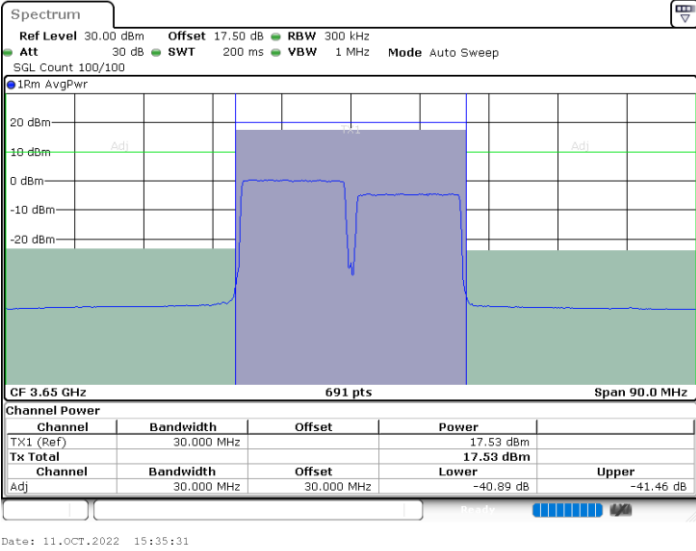 Spectrum
Ref Level 30.00 dBm Offset 17.50 dB RBW 300 kHz
Att 30 dB SWT 200 ms VBW 1 MHz Mode Auto Sweep
SGL Count 100/100
1Rm AvgPwr
20 dBm
TX1
Adj Adj
10 dBm
0 dBm
-10 dBm
-20 dBm
CF 3.65 GHz 691 pts Span 90.0 MHz
Channel Power
Channel Bandwidth Offset Power
TX1 (Ref) 30.000 MHz 17.53 dBm
Tx Total 17.53 dBm
Channel Bandwidth Offset Lower Upper
Adj 30.000 MHz 30.000 MHz -40.89 dB -41.46 dB
Ready
Date: 11.OCT.2022 15:35:31